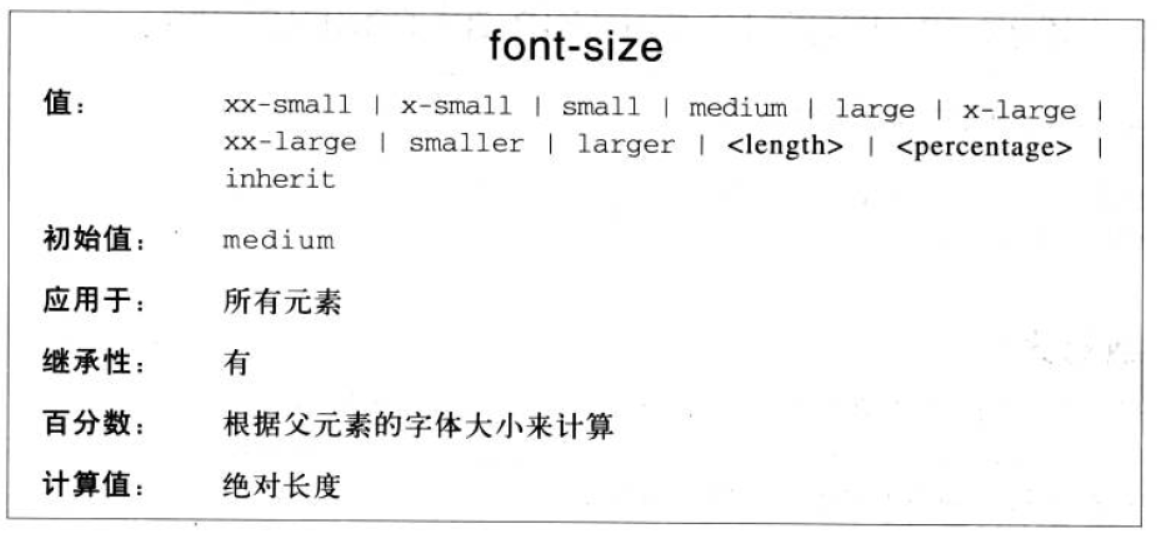 font-size
值： xx-small | x-small | small | medium | large | x-large |
xx-large | smaller | larger | <length> | <percentage> |
inherit
初始值： medium
应用于： 所有元素
继承性： 有
百分数： 根据父元素的字体大小来计算
计算值： 绝对长度